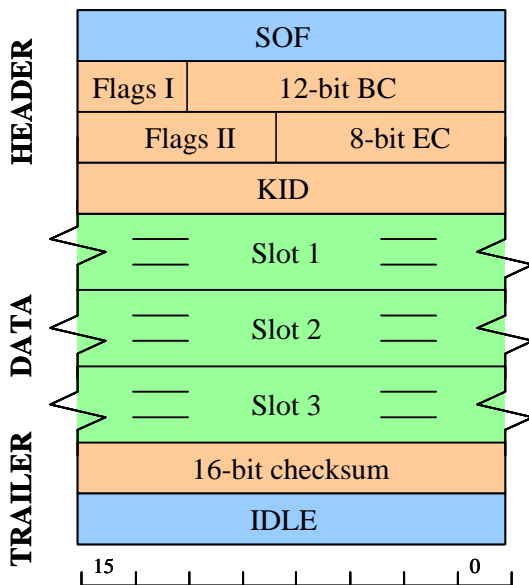 HEADER
SOF
Flags I 12-bit BC
Flags II 8-bit EC
KID
DATA
Slot 1
Slot 2
Slot 3
TRAILER
16-bit checksum
IDLE
15 0